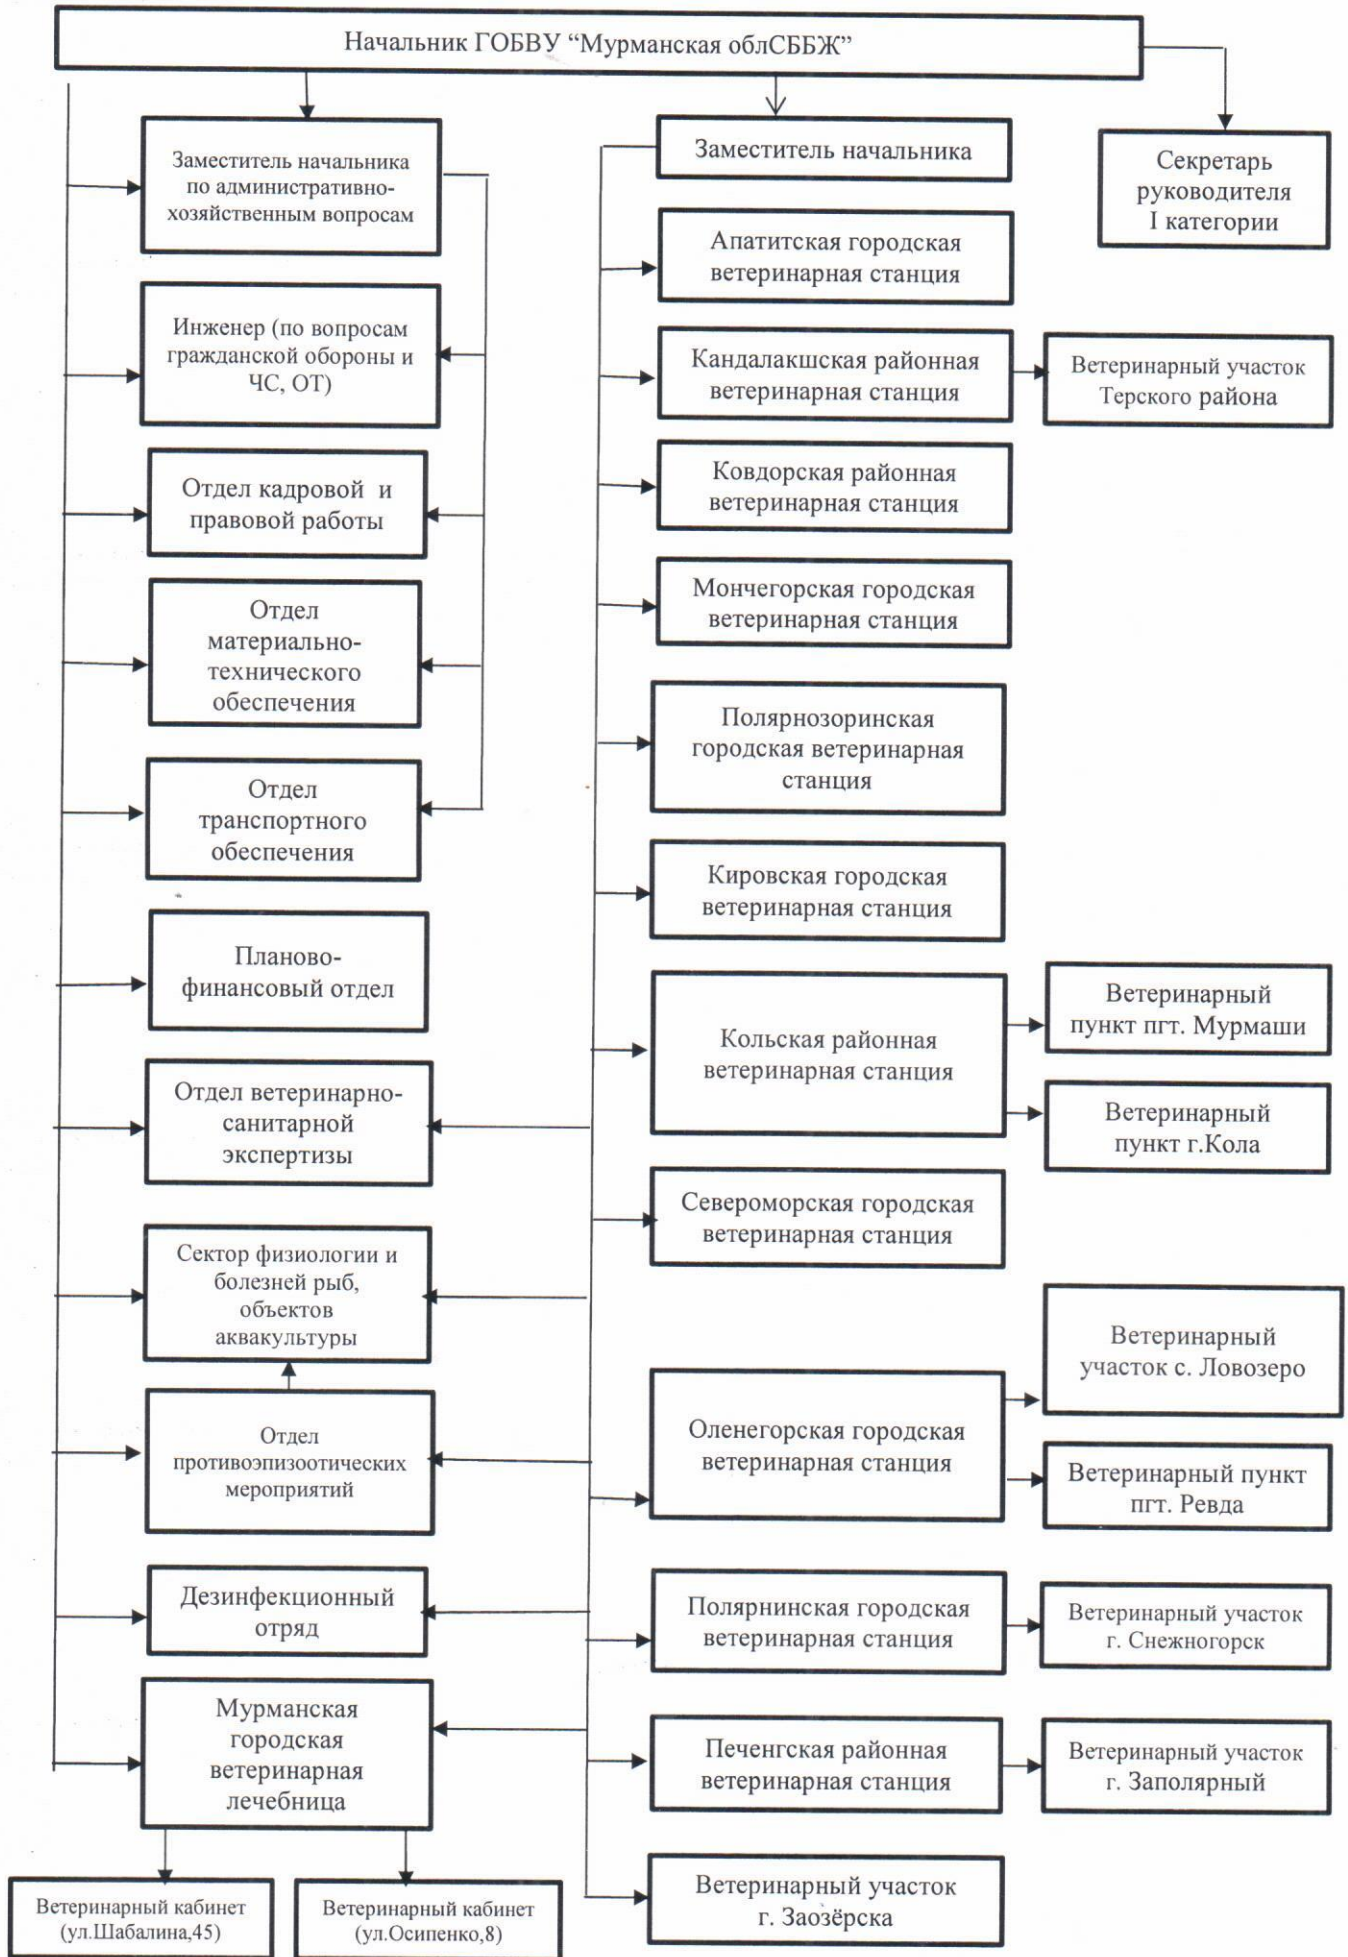 Начальник ГОБВУ “Мурманская облСББЖ”
Заместитель начальника
по административно-
хозяйственным вопросам
Инженер (по вопросам
гражданской обороны и
ЧС, ОТ)
Отдел кадровой и
правовой работы
Отдел
материально-
технического
обеспечения
Отдел
транспортного
обеспечения
Планово-
финансовый отдел
Отдел ветеринарно-
санитарной
экспертизы
Сектор физиологии и
болезней рыб,
объектов
аквакультуры
Отдел
противоэпизоотических
мероприятий
Дезинфекционный
отряд
Мурманская
городская
ветеринарная
лечебница
Ветеринарный кабинет
(ул.Шабалина,45)
Ветеринарный кабинет
(ул.Осипенко,8)
Заместитель начальника
Апатитская городская
ветеринарная станция
Кандалакшская районная
ветеринарная станция
Ковдорская районная
ветеринарная станция
Мончегорская городская
ветеринарная станция
Полярнозоринская
городская ветеринарная
станция
Кировская городская
ветеринарная станция
Кольская районная
ветеринарная станция
Североморская городская
ветеринарная станция
Оленегорская городская
ветеринарная станция
Полярнинская городская
ветеринарная станция
Печенгская районная
ветеринарная станция
Ветеринарный участок
г. Заозёрска
Секретарь
руководителя
I категории
Ветеринарный участок
Терского района
Ветеринарный
пункт пгт. Мурмаши
Ветеринарный
пункт г.Кола
Ветеринарный
участок с. Ловозеро
Ветеринарный пункт
пгт. Ревда
Ветеринарный участок
г. Снежногорск
Ветеринарный участок
г. Заполярный